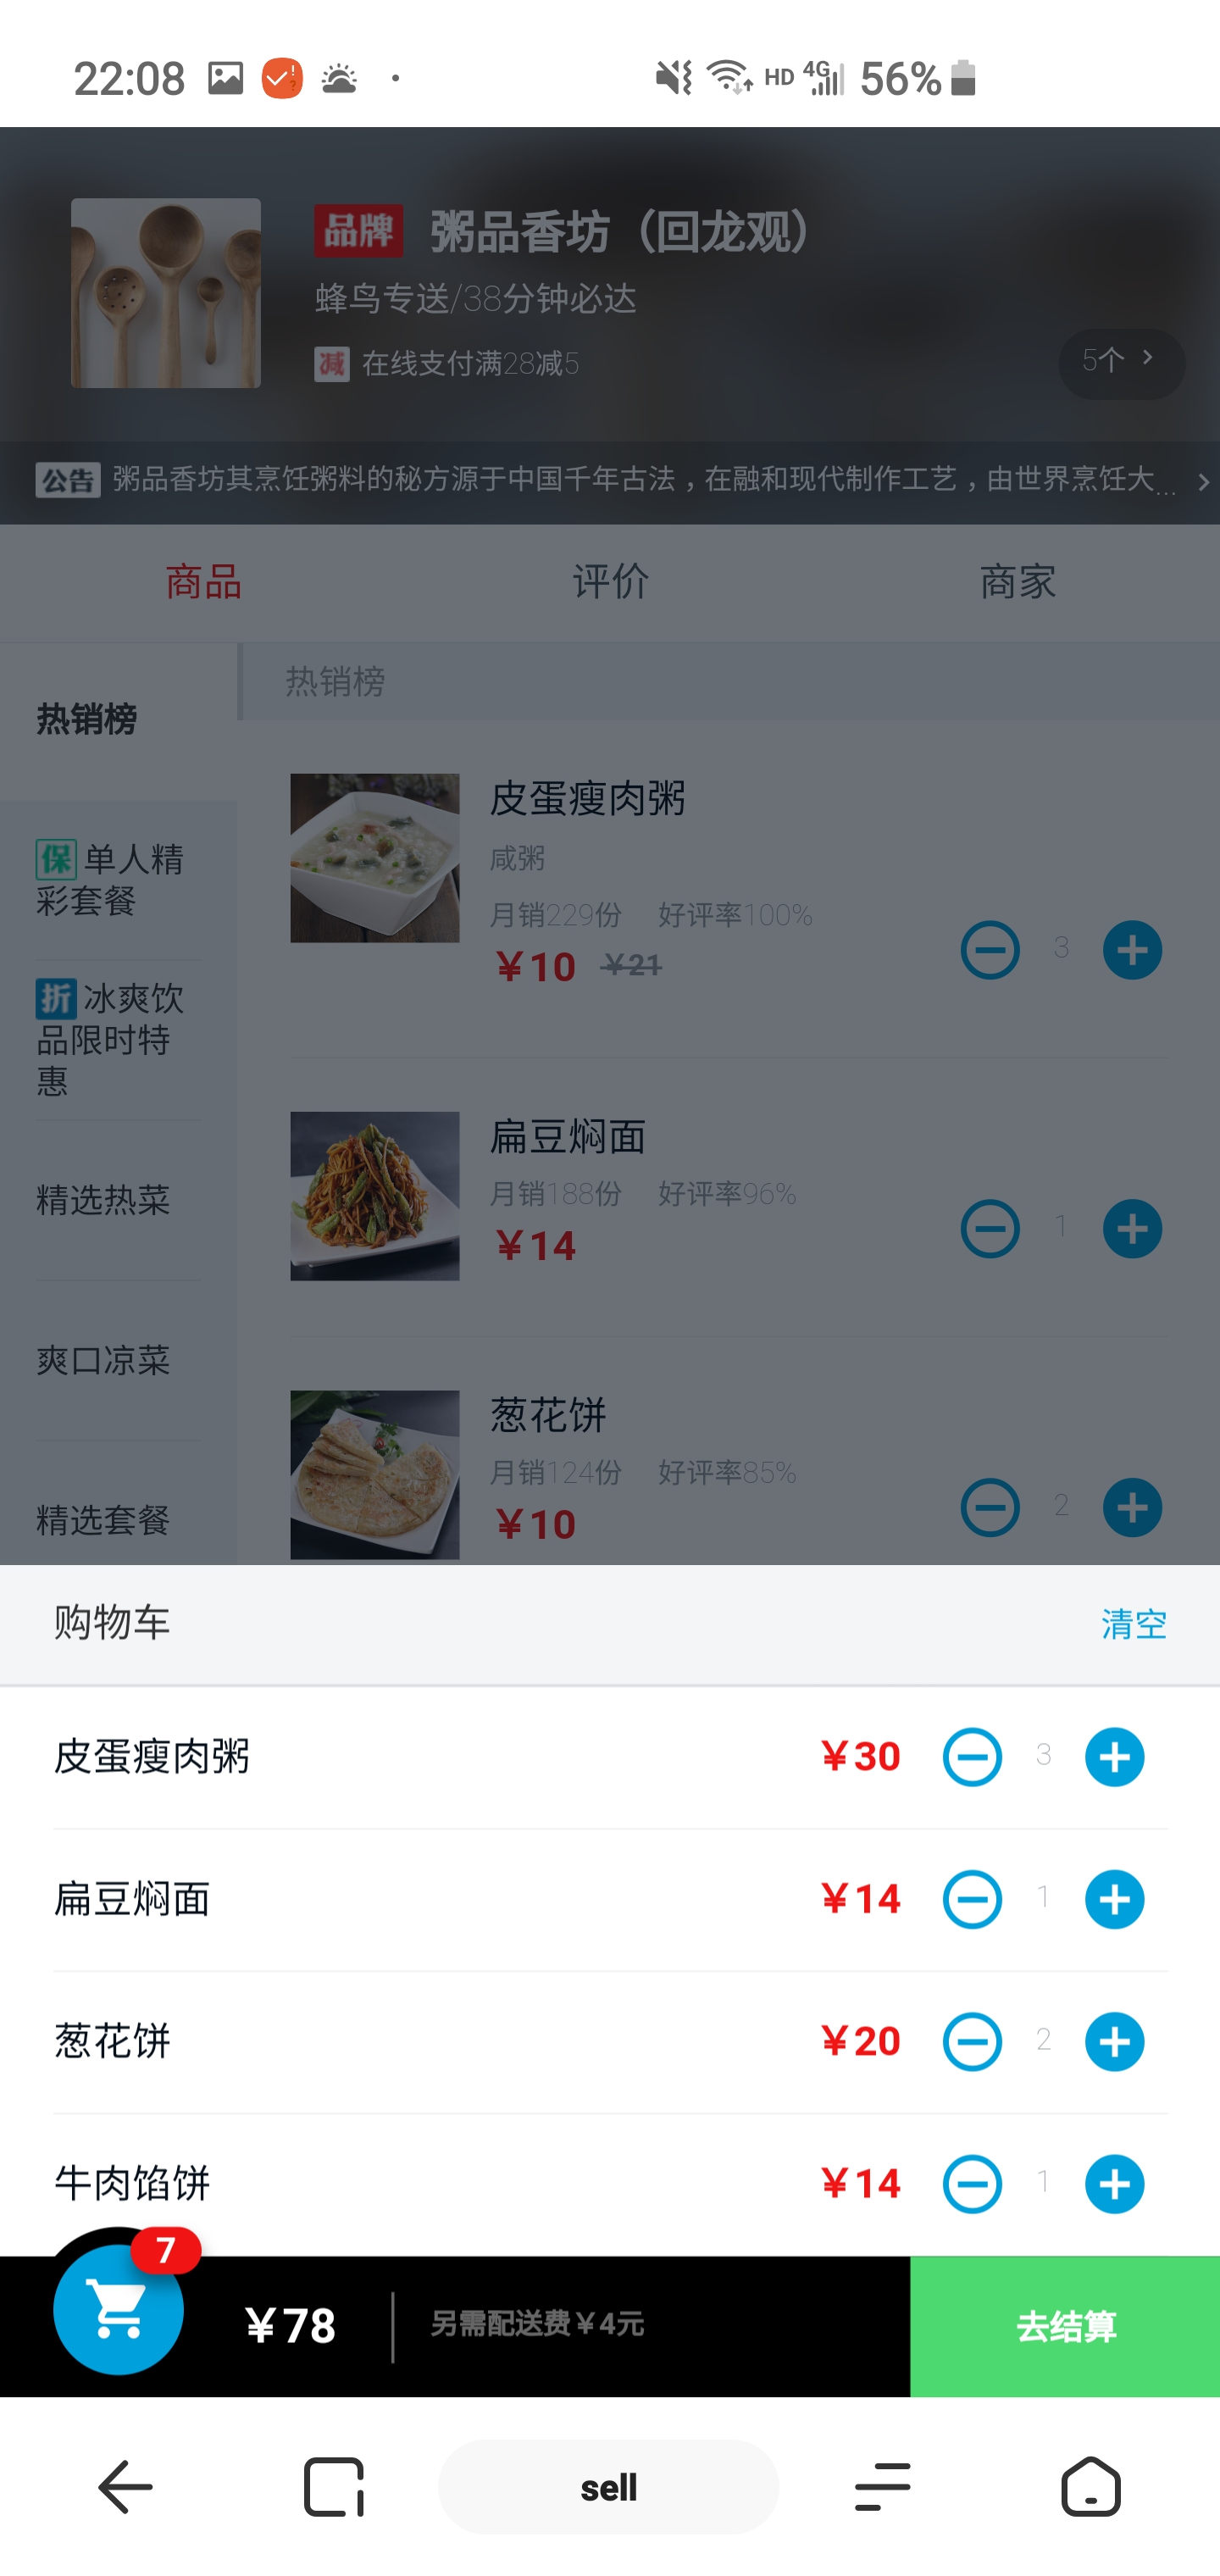 22:08
HD 4G 56%
品牌 粥品香坊（回龙观）
蜂鸟专送/38分钟必达
减 在线支付满28减5
5个
公告 粥品香坊其烹饪粥料的秘方源于中国千年古法，在融和现代制作工艺，由世界烹饪大...
商品 评价 商家
热销榜
保 单人精
彩套餐
折 冰爽饮
品限时特
惠
精选热菜
爽口凉菜
精选套餐
热销榜
皮蛋瘦肉粥
咸粥
月销229份 好评率100%
￥10 ￥21
3
扁豆焖面
月销188份 好评率96%
￥14
1
葱花饼
月销124份 好评率85%
￥10
2
购物车 清空
皮蛋瘦肉粥 ￥30 3
扁豆焖面 ￥14 1
葱花饼 ￥20 2
牛肉馅饼 ￥14 1
7
￥78 另需配送费￥4元 去结算
sell